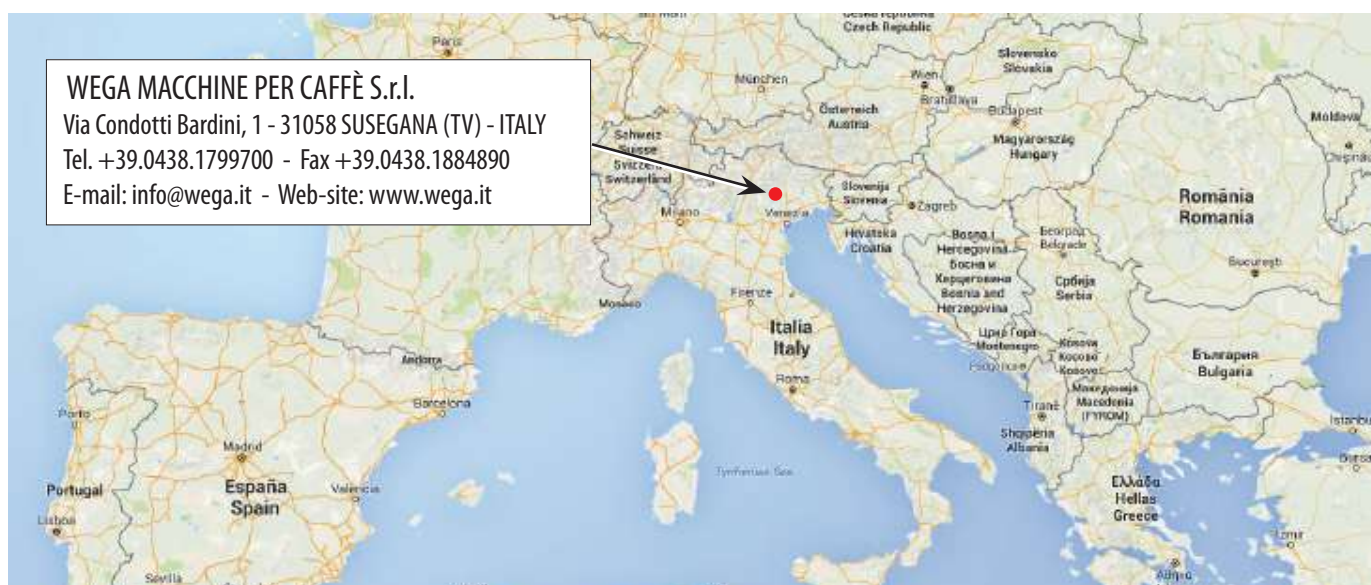 WEGA MACCHINE PER CAFFÈ S.r.l.
Via Condotti Bardini, 1 - 31058 SUSEGANA (TV) - ITALY
Tel. +39.0438.1799700 - Fax +39.0438.1884890
E-mail: info@wega.it - Web-site: www.wega.it
Paris
Czech Republic
München
Wien
Bratislava
Slovensko
Slovakia
Österreich
Austria
Budapest
Magyarország
Hungary
Moldova
Schweiz
Suisse
Svizzera
Switzerland
Slovenija
Slovenia
Zagreb
România
Romania
Milano
Venezia
Hrvatska
Croatia
Bosna i
Hercegovina
Босна и
Херцеговина
Bosnia and
Herzegovina
Београд
Belgrade
Србија
Serbia
București
Monaco
Firenze
Italia
Italy
Црна Гора
Montenegro
Kosova
Косово
Kosovo
България
Bulgaria
Andorra
Roma
Македонија
Macedonia
(FYROM)
Tiranë
Shqipëria
Albania
Istanbu
Porto
Barcelona
Madrid
España
Spain
Valencia
Portugal
Lisboa
Tyrrhenian Sea
Ελλάδα
Hellas
Greece
Izmir
Sevilla
Αθήνα